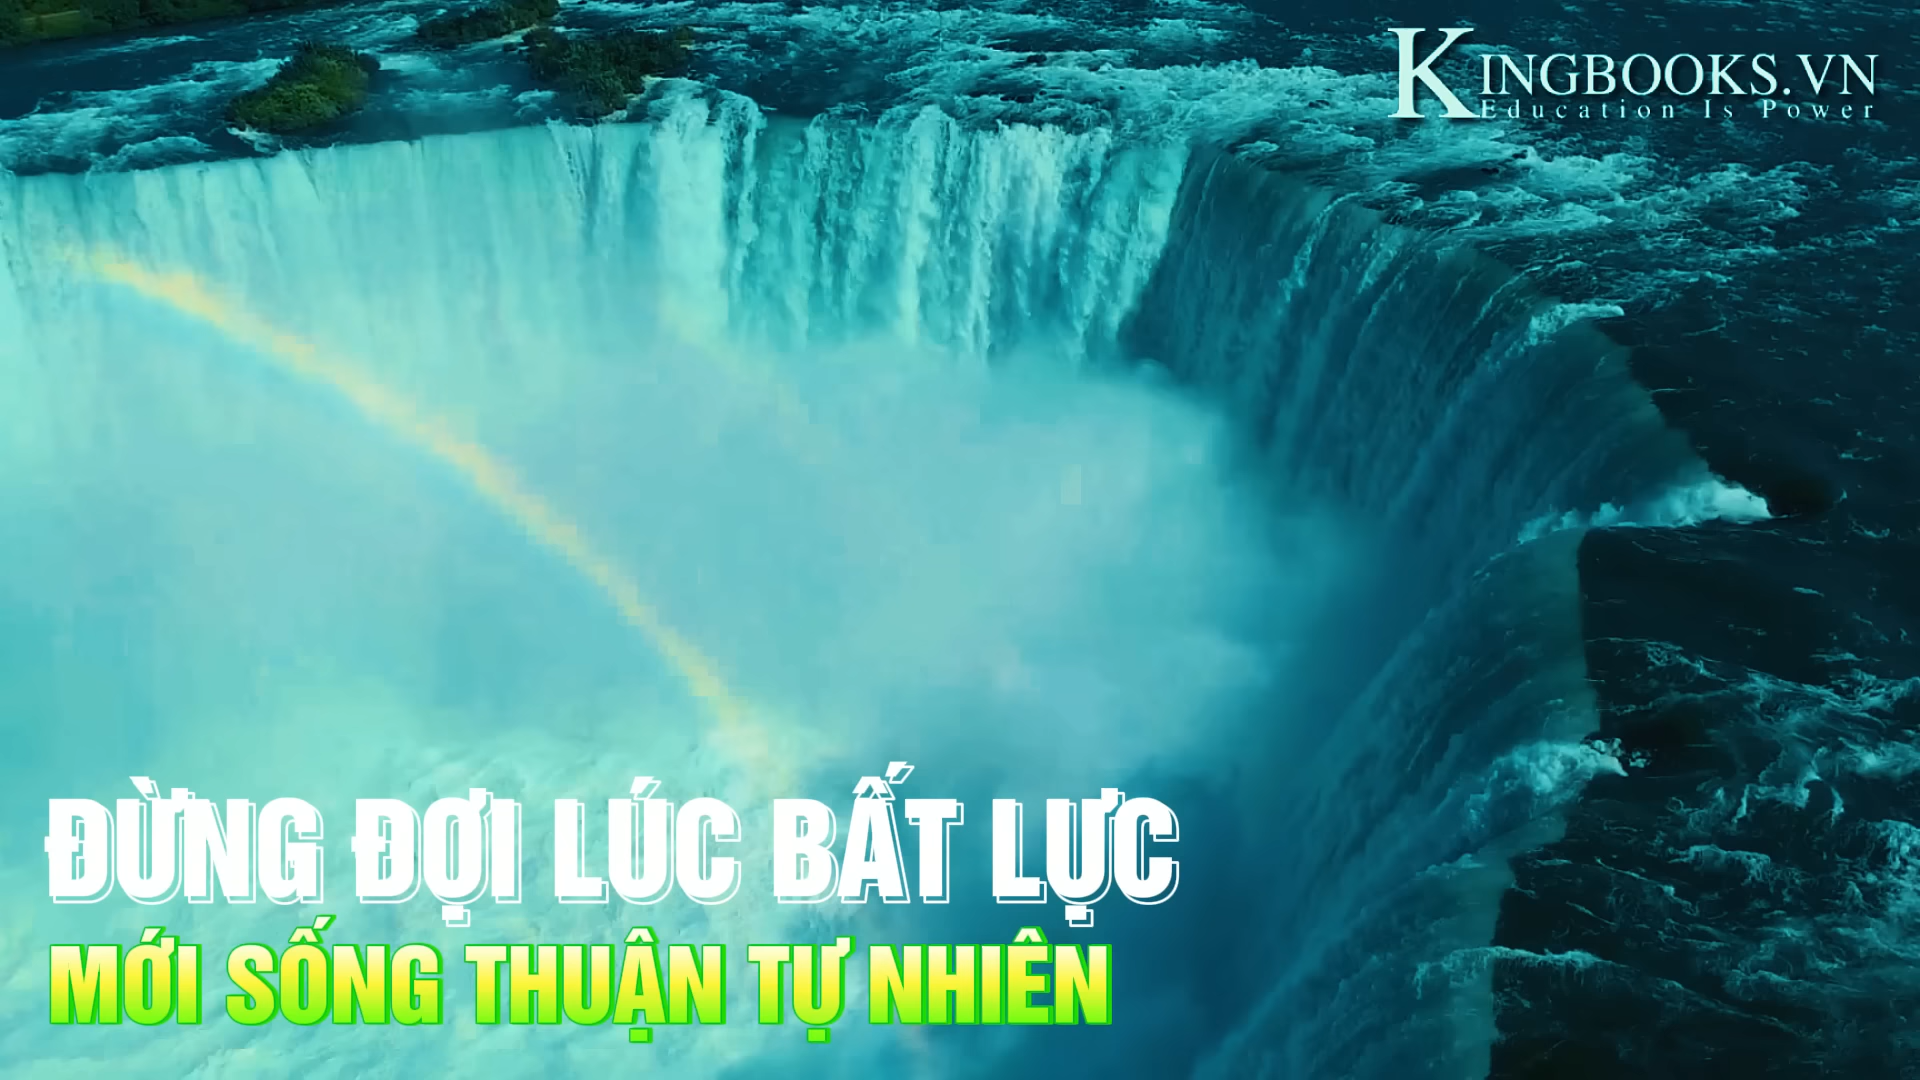 KINGBOOKS.VN
Education Is Power
ĐỪNG ĐỢI LÚC BẤT LỰC
MỚI SỐNG THUẬN TỰ NHIÊN